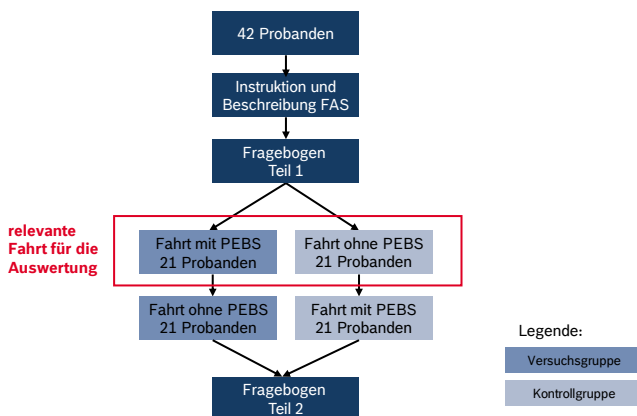 42 Probanden
Instruktion und
Beschreibung FAS
Fragebogen
Teil 1
relevante
Fahrt für die
Auswertung
Fahrt mit PEBS
21 Probanden
Fahrt ohne PEBS
21 Probanden
Fahrt ohne PEBS
21 Probanden
Fahrt mit PEBS
21 Probanden
Fragebogen
Teil 2
Legende:
Versuchsgruppe
Kontrollgruppe